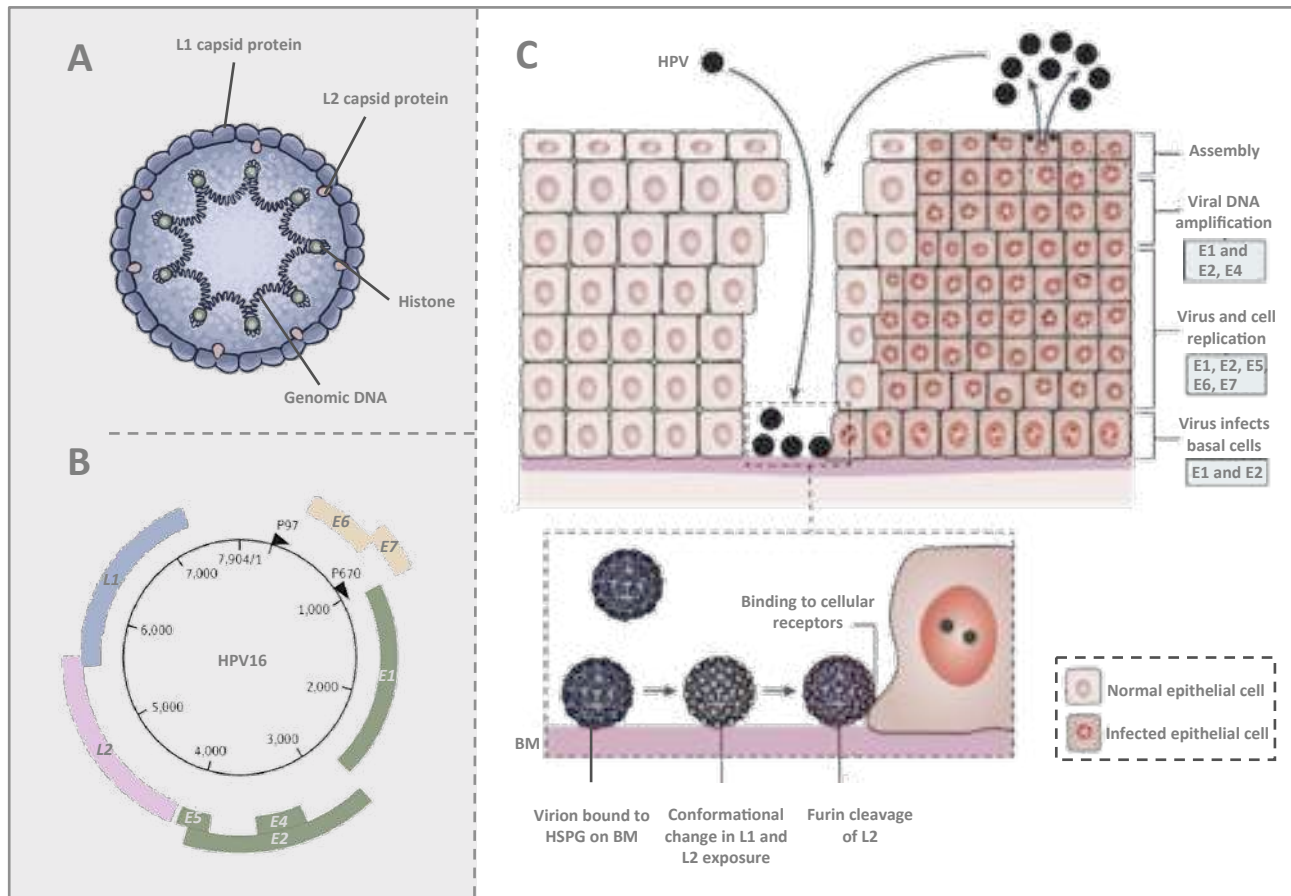 A
L1 capsid protein
L2 capsid protein
Histone
Genomic DNA
B
P97
E6
E7
7,904/1
P670
7,000
1,000
L1
6,000
HPV16
E1
2,000
5,000
L2
4,000
3,000
E5
E4
E2
C
HPV
Assembly
Viral DNA
amplification
E1 and
E2, E4
Virus and cell
replication
E1, E2, E5,
E6, E7
Virus infects
basal cells
E1 and E2
Binding to cellular
receptors
BM
Virion bound to
HSPG on BM
Conformational
change in L1 and
L2 exposure
Furin cleavage
of L2
Normal epithelial cell
Infected epithelial cell